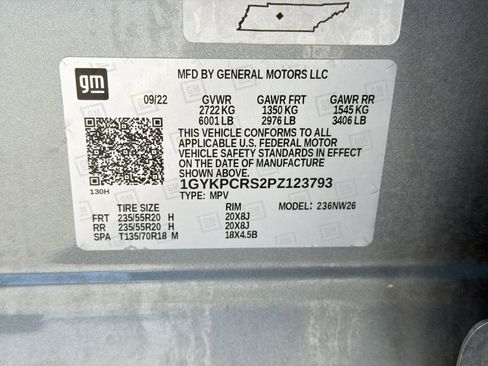 gm
MFD BY GENERAL MOTORS LLC
09/22 GVWR GAWR FRT GAWR RR
2722 KG 1350 KG 1545 KG
6001 LB 2976 LB 3406 LB
THIS VEHICLE CONFORMS TO ALL
APPLICABLE U.S. FEDERAL MOTOR
VEHICLE SAFETY STANDARDS IN EFFECT
ON THE DATE OF MANUFACTURE
SHOWN ABOVE.
130H
1GYKPCRS2PZ123793
TYPE: MPV
TIRE SIZE RIM MODEL: 236NW26
FRT 235/55R20 H 20X8J
RR 235/55R20 H 20X8J
SPA T135/70R18 M 18X4.5B